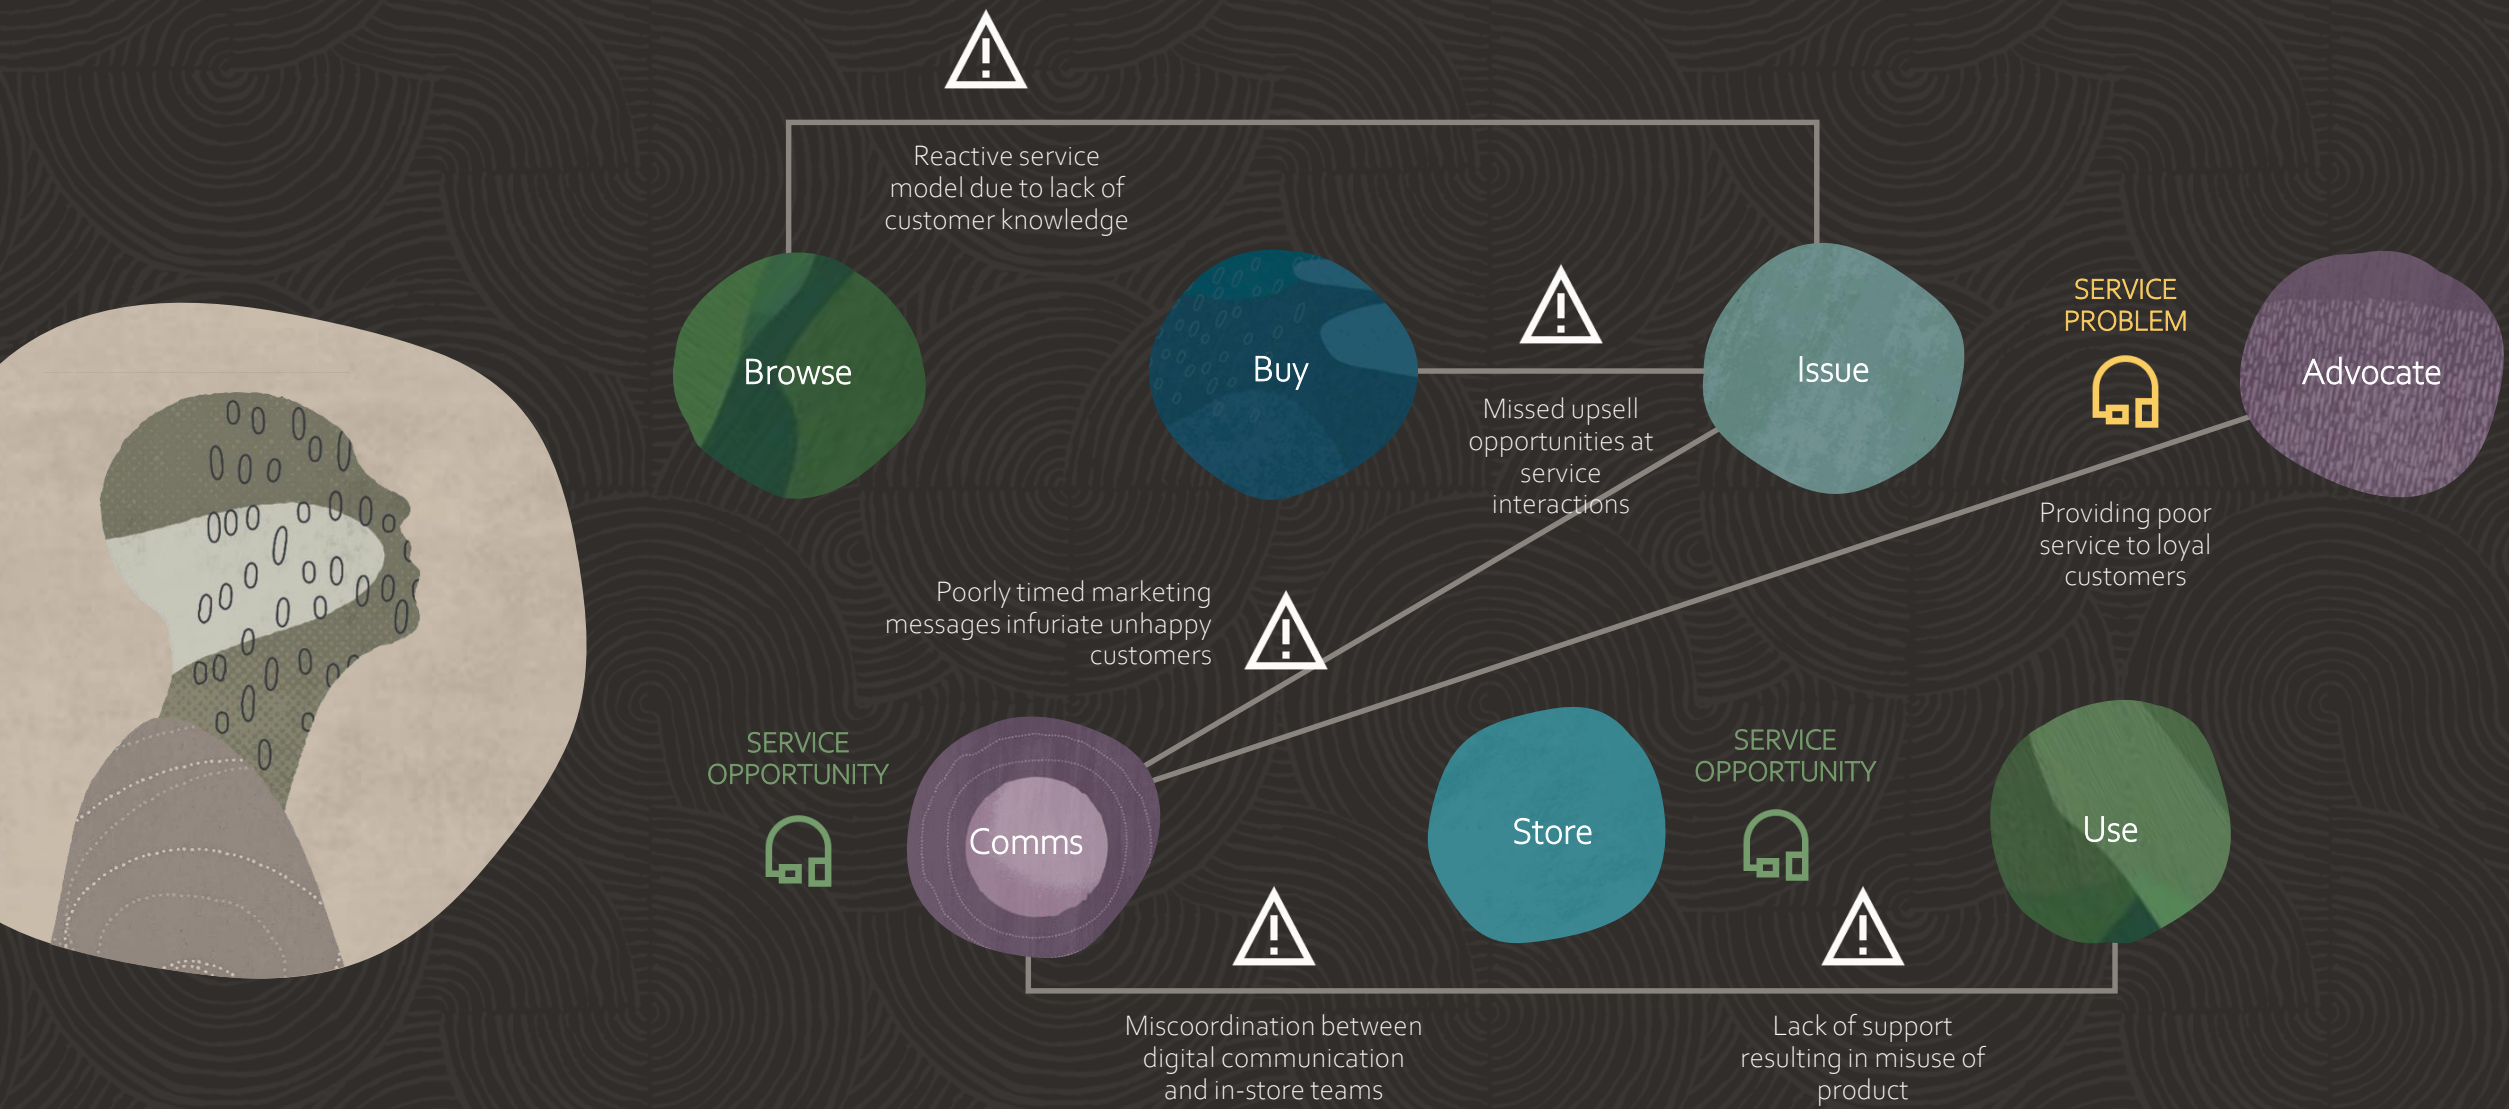 Reactive service
model due to lack of
customer knowledge
Browse
Buy
Missed upsell
opportunities at
service
interactions
Issue
SERVICE
PROBLEM
Providing poor
service to loyal
customers
Advocate
Poorly timed marketing
messages infuriate unhappy
customers
SERVICE
OPPORTUNITY
Comms
Miscoordination between
digital communication
and in-store teams
Store
SERVICE
OPPORTUNITY
Lack of support
resulting in misuse of
product
Use